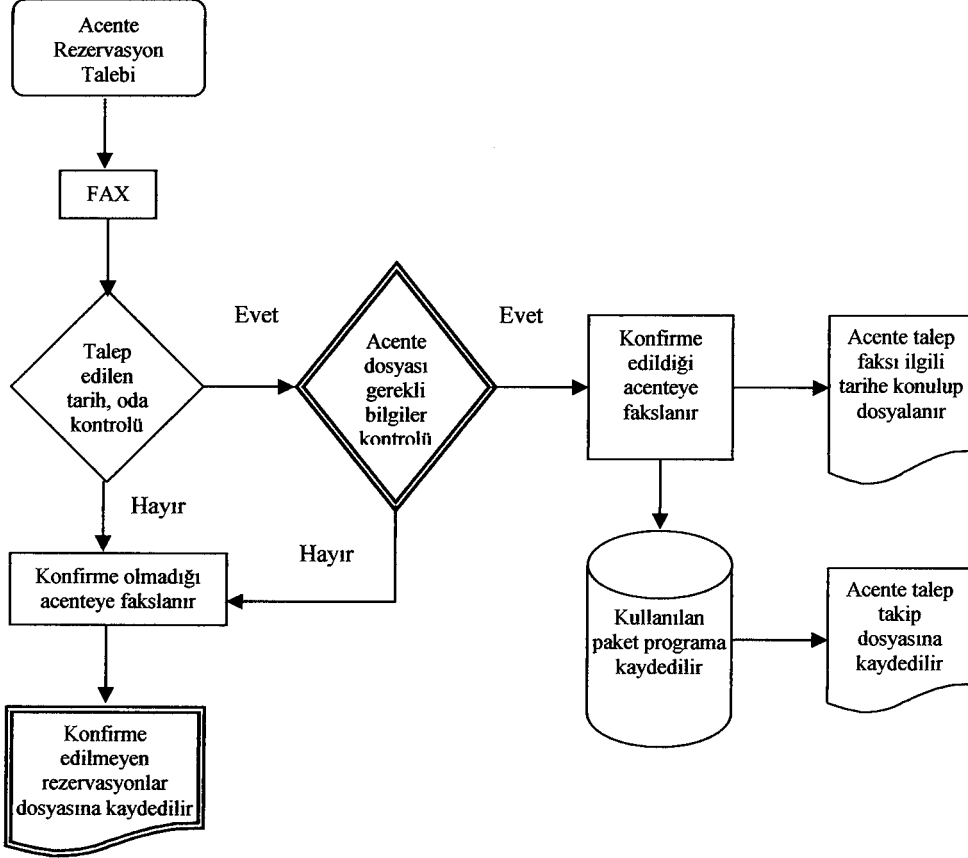 Acente
Rezervasyon
Talebi
FAX
Talep
edilen
tarih, oda
kontrolü
Evet
Acente
dosyası
gerekli
bilgiler
kontrolü
Evet
Konfirme
edildiği
acenteye
fakslanır
Acente talep
faksı ilgili
tarihe konulup
dosyalanır
Hayır
Hayır
Konfirme olmadığı
acenteye fakslanır
Kullanılan
paket programa
kaydedilir
Acente talep
takip
dosyasına
kaydedilir
Konfirme
edilmeyen
rezervasyonlar
dosyasına kaydedilir